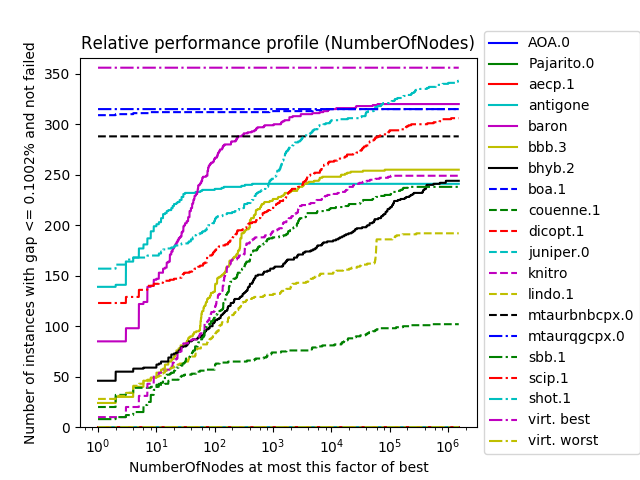 Relative performance profile (NumberOfNodes)
Number of instances with gap <= 0.1002% and not failed
350
300
250
200
150
100
50
0
10^0 10^1 10^2 10^3 10^4 10^5 10^6
NumberOfNodes at most this factor of best
AOA.0
Pajarito.0
aecp.1
antigone
baron
bbb.3
bhyb.2
boa.1
couenne.1
dicopt.1
juniper.0
knitro
lindo.1
mtaurbnbcpx.0
mtaurqgcpx.0
sbb.1
scip.1
shot.1
virt. best
virt. worst